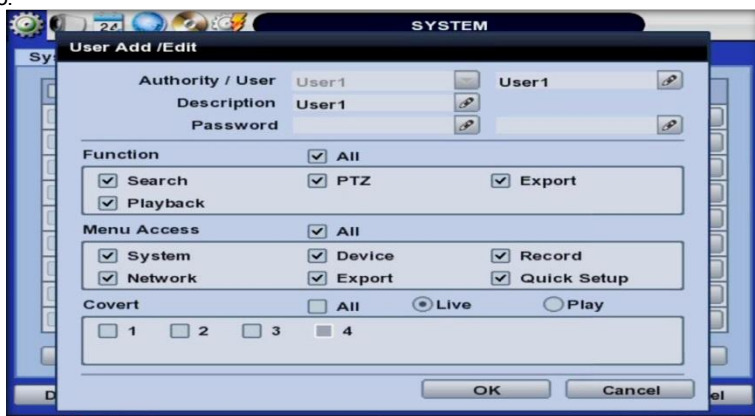 24
SYSTEM
User Add /Edit
Authority / User User1 User1
Description User1
Password
Function All
Search PTZ Export
Playback
Menu Access All
System Device Record
Network Export Quick Setup
Covert All Live Play
1 2 3 4
OK Cancel